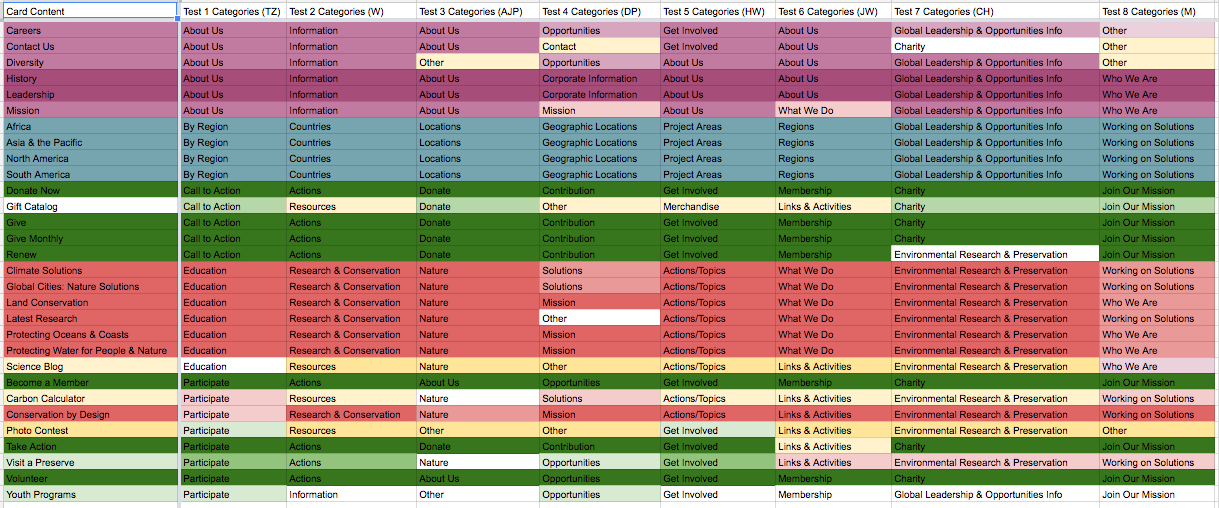 Card Content Test 1 Categories (TZ) Test 2 Categories (W) Test 3 Categories (AJP) Test 4 Categories (DP) Test 5 Categories (HW) Test 6 Categories (JW) Test 7 Categories (CH) Test 8 Categories (M)
Careers About Us Information About Us Opportunities Get Involved About Us Global Leadership & Opportunities Info Other
Contact Us About Us Information About Us Contact Get Involved About Us Charity Other
Diversity About Us Information Other Opportunities About Us About Us Global Leadership & Opportunities Info Other
History About Us Information About Us Corporate Information About Us About Us Global Leadership & Opportunities Info Who We Are
Leadership About Us Information About Us Corporate Information About Us About Us Global Leadership & Opportunities Info Who We Are
Mission About Us Information About Us Mission About Us What We Do Global Leadership & Opportunities Info Who We Are
Africa By Region Countries Locations Geographic Locations Project Areas Regions Global Leadership & Opportunities Info Working on Solutions
Asia & the Pacific By Region Countries Locations Geographic Locations Project Areas Regions Global Leadership & Opportunities Info Working on Solutions
North America By Region Countries Locations Geographic Locations Project Areas Regions Global Leadership & Opportunities Info Working on Solutions
South America By Region Countries Locations Geographic Locations Project Areas Regions Global Leadership & Opportunities Info Working on Solutions
Donate Now Call to Action Actions Donate Contribution Get Involved Membership Charity Join Our Mission
Gift Catalog Call to Action Resources Donate Other Merchandise Links & Activities Charity Join Our Mission
Give Call to Action Actions Donate Contribution Get Involved Membership Charity Join Our Mission
Give Monthly Call to Action Actions Donate Contribution Get Involved Membership Charity Join Our Mission
Renew Call to Action Actions Donate Contribution Get Involved Membership Environmental Research & Preservation Join Our Mission
Climate Solutions Education Research & Conservation Nature Solutions Actions/Topics What We Do Environmental Research & Preservation Working on Solutions
Global Cities: Nature Solutions Education Research & Conservation Nature Solutions Actions/Topics What We Do Environmental Research & Preservation Working on Solutions
Land Conservation Education Research & Conservation Nature Mission Actions/Topics What We Do Environmental Research & Preservation Who We Are
Latest Research Education Research & Conservation Nature Other Actions/Topics What We Do Environmental Research & Preservation Working on Solutions
Protecting Oceans & Coasts Education Research & Conservation Nature Mission Actions/Topics What We Do Environmental Research & Preservation Who We Are
Protecting Water for People & Nature Education Research & Conservation Nature Mission Actions/Topics What We Do Environmental Research & Preservation Who We Are
Science Blog Education Resources Nature Other Actions/Topics Links & Activities Environmental Research & Preservation Who We Are
Become a Member Participate Actions About Us Opportunities Get Involved Membership Charity Join Our Mission
Carbon Calculator Participate Resources Nature Solutions Actions/Topics Links & Activities Environmental Research & Preservation Working on Solutions
Conservation by Design Participate Research & Conservation Nature Mission Actions/Topics Links & Activities Environmental Research & Preservation Working on Solutions
Photo Contest Participate Resources Other Other Get Involved Links & Activities Environmental Research & Preservation Other
Take Action Participate Actions Donate Contribution Get Involved Links & Activities Charity Join Our Mission
Visit a Preserve Participate Actions Nature Opportunities Get Involved Links & Activities Environmental Research & Preservation Working on Solutions
Volunteer Participate Actions About Us Opportunities Get Involved Membership Charity Join Our Mission
Youth Programs Participate Information Other Opportunities Get Involved Membership Global Leadership & Opportunities Info Join Our Mission